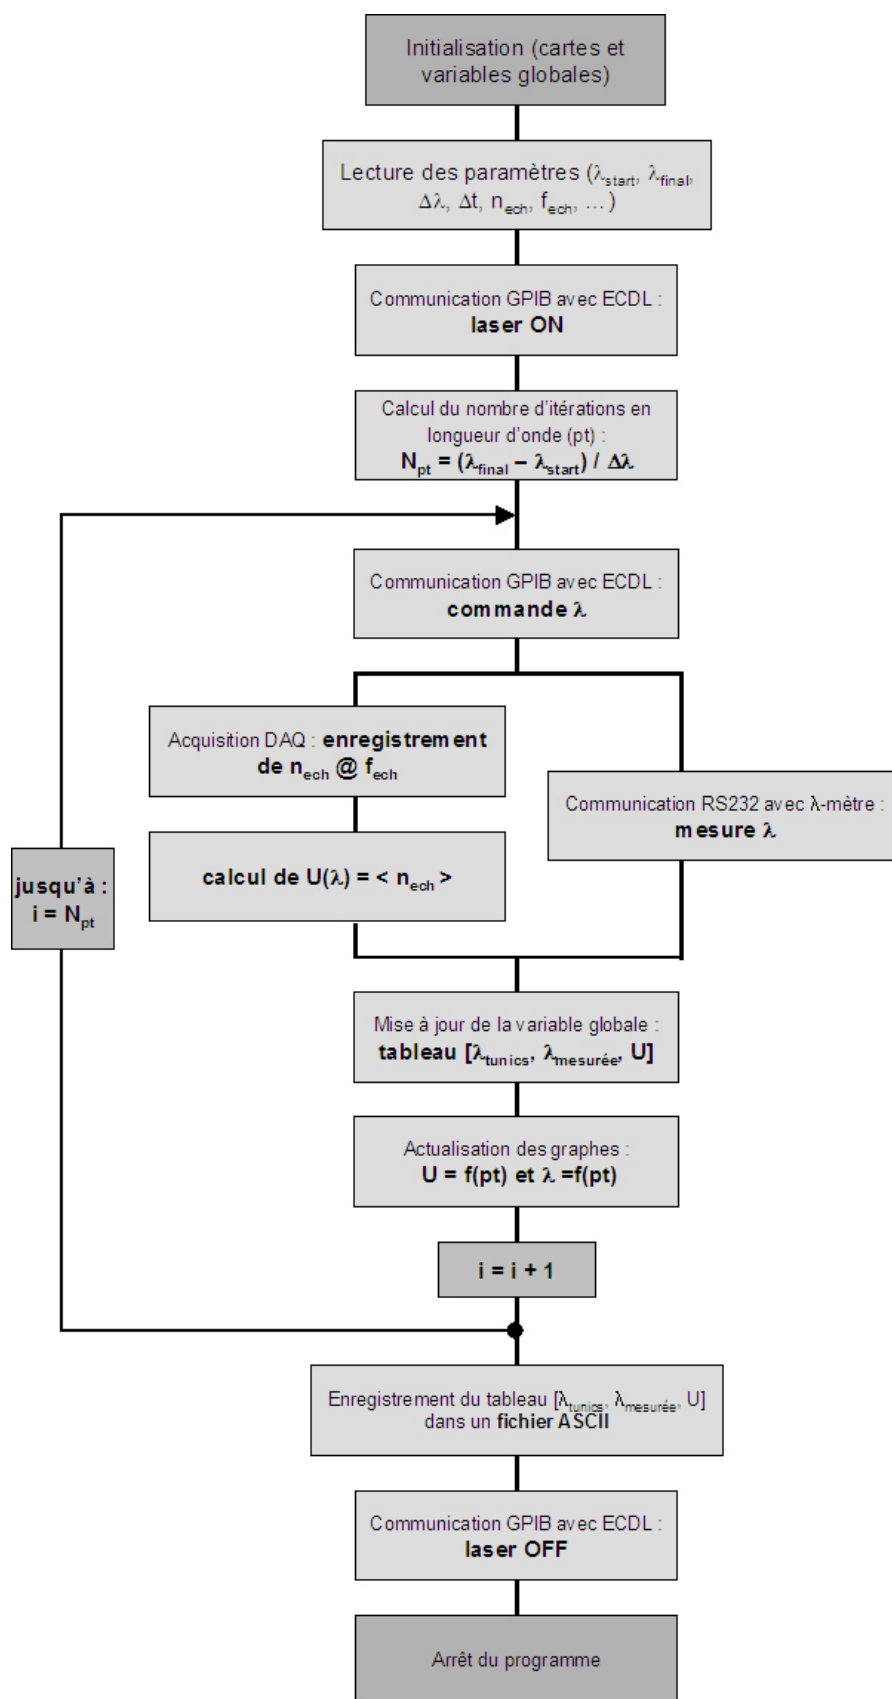 Initialisation (cartes et
variables globales)
Lecture des paramètres (λstart, λfinal,
Δλ, Δt, nech, fech, ...)
Communication GPIB avec ECDL :
laser ON
Calcul du nombre d'itérations en
longueur d'onde (pt) :
Npt = (λfinal – λstart) / Δλ
Communication GPIB avec ECDL :
commande λ
Acquisition DAQ : enregistrement
de nech @ fech
Communication RS232 avec λ-mètre :
mesure λ
calcul de U(λ) = < nech >
jusqu'à :
i = Npt
Mise à jour de la variable globale :
tableau [λtunics, λmesurée, U]
Actualisation des graphes :
U = f(pt) et λ =f(pt)
i = i + 1
Enregistrement du tableau [λtunics, λmesurée, U]
dans un fichier ASCII
Communication GPIB avec ECDL :
laser OFF
Arrêt du programme